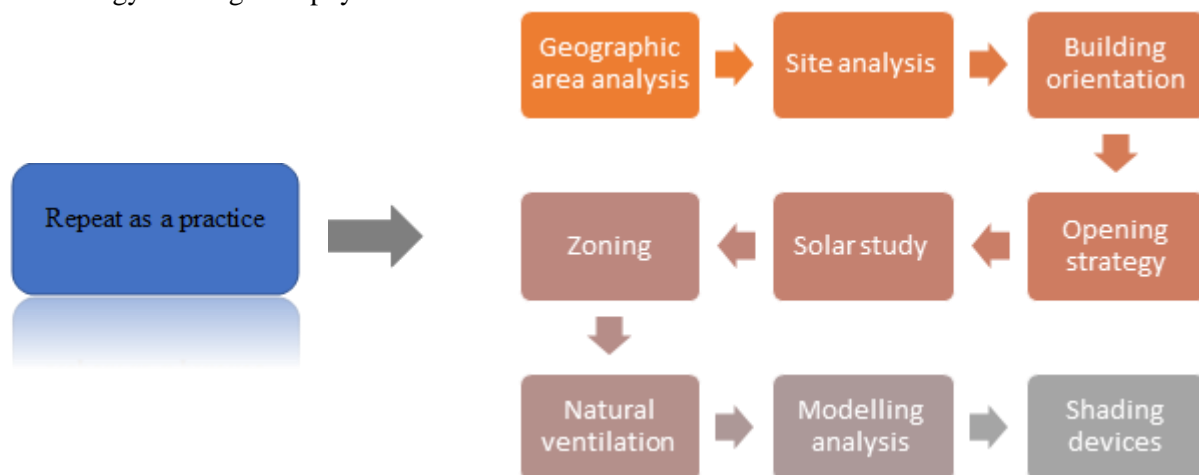 Geographic
area analysis
Site analysis
Building
orientation
Repeat as a practice
Opening
strategy
Solar study
Zoning
Natural
ventilation
Modelling
analysis
Shading
devices